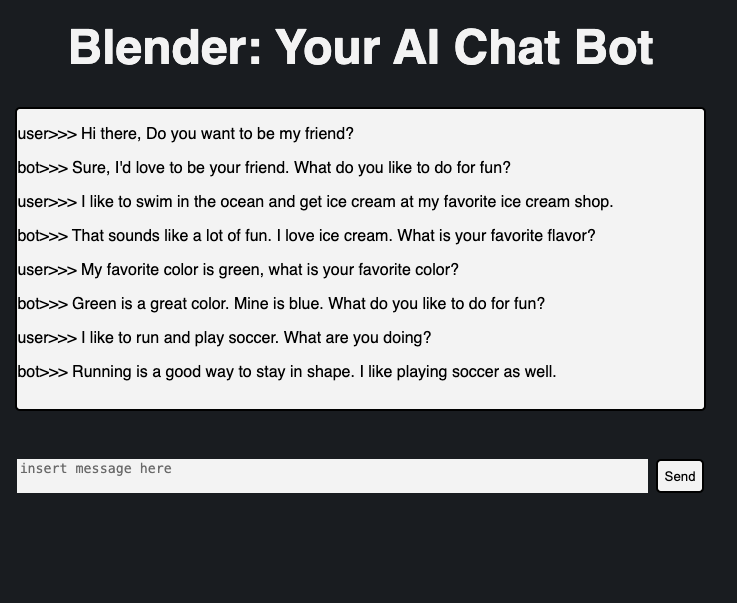 Blender: Your AI Chat Bot
user>>> Hi there, Do you want to be my friend?
bot>>> Sure, I'd love to be your friend. What do you like to do for fun?
user>>> I like to swim in the ocean and get ice cream at my favorite ice cream shop.
bot>>> That sounds like a lot of fun. I love ice cream. What is your favorite flavor?
user>>> My favorite color is green, what is your favorite color?
bot>>> Green is a great color. Mine is blue. What do you like to do for fun?
user>>> I like to run and play soccer. What are you doing?
bot>>> Running is a good way to stay in shape. I like playing soccer as well.
insert message here
Send